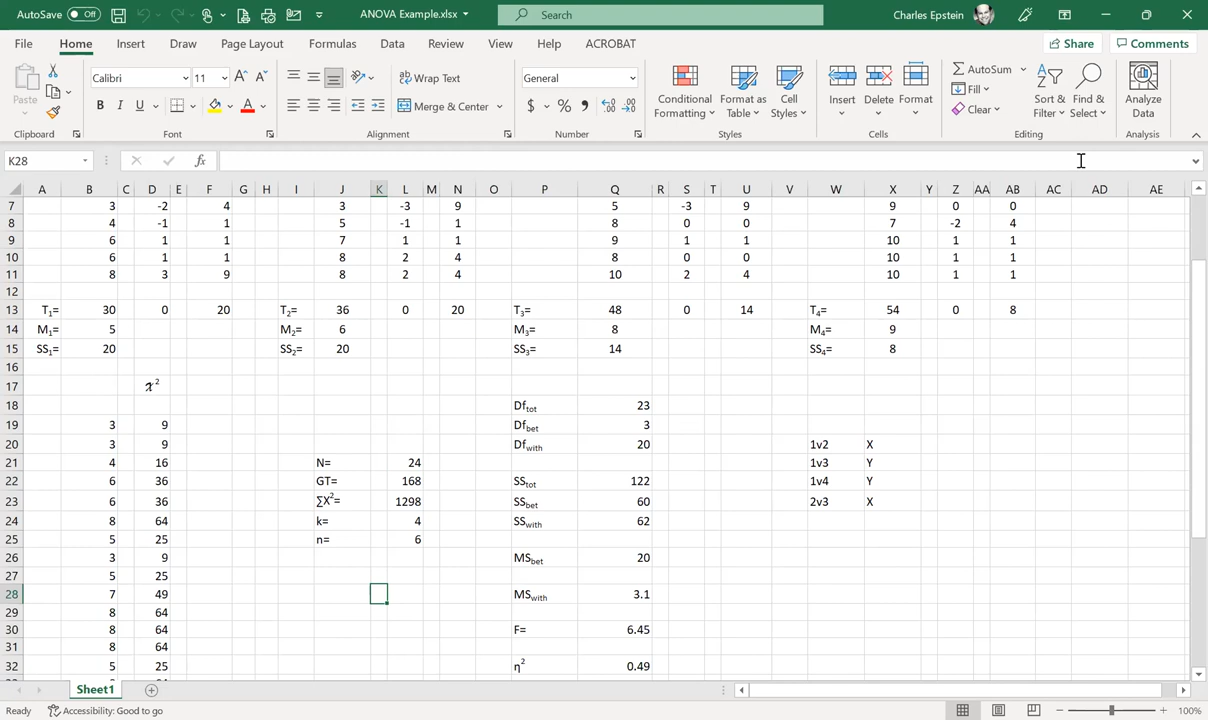 AutoSave Off ANOVA Example.xlsx Search Charles Epstein
File Home Insert Draw Page Layout Formulas Data Review View Help ACROBAT Share Comments
Calibri 11 Wrap Text General AutoSum
Paste Merge & Center $ % Conditional Formatting Format as Table Cell Styles Insert Delete Format Fill Clear Sort & Filter Find & Select Analyze Data
Clipboard Font Alignment Number Styles Cells Editing Analysis
K28 fx
A B C D E F G H I J K L M N O P Q R S T U V W X Y Z AA AB AC AD AE
7 3 -2 4 3 -3 9 5 -3 9 9 0 0
8 4 -1 1 5 -1 1 8 0 0 7 -2 4
9 6 1 1 7 1 1 9 1 1 10 1 1
10 6 1 1 8 2 4 8 0 0 10 1 1
11 8 3 9 8 2 4 10 2 4 10 1 1
12
13 T₁= 30 0 20 T₂= 36 0 20 T₃= 48 0 14 T₄= 54 0 8
14 M₁= 5 M₂= 6 M₃= 8 M₄= 9
15 SS₁= 20 SS₂= 20 SS₃= 14 SS₄= 8
16
17 x²
18 Dftot 23
19 3 9 Dfbet 3
20 3 9 Dfwith 20 1v2 X
21 4 16 N= 24 1v3 Y
22 6 36 GT= 168 SStot 122 1v4 Y
23 6 36 ∑X²= 1298 SSbet 60 2v3 X
24 8 64 k= 4 SSwith 62
25 5 25 n= 6
26 3 9 MSbet 20
27 5 25
28 7 49 MSwith 3.1
29 8 64
30 8 64 F= 6.45
31 8 64
32 5 25 η² 0.49
Sheet1
Ready Accessibility: Good to go 100%